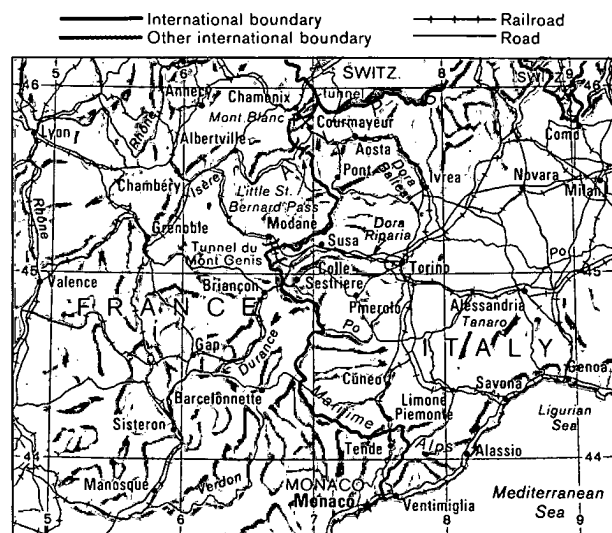 International boundary
Railroad
Other international boundary
Road
5 6 7 8 9
46 SWITZ. SWITZ. 46
Annecy Chamonix tunnel
Lyon Rhône Mont Blanc Courmayeur Como
Albertville Aosta
Pont Dora Baltea Ivrea Novara Milan
Chambéry Isère Little St.
Bernard Pass
Rhône Modane Dora
Riparia
Grenoble Susa Po
Tunnel du
Mont Genis
45 Colle
Sestriere Torino 45
Valence Briançon
FRANCE Pinerolo Alessandria
Tanaro
Po ITALY
Gap Durance Genoa
Cúneo Savona
Barcelonnette Maritime Limone
Piemonte Ligurian
Sea
Sisteron
Tende Alps Alassio
44 44
Manosque Verdon MONACO
Monaco Ventimiglia Mediterranean
Sea
5 6 7 8 9